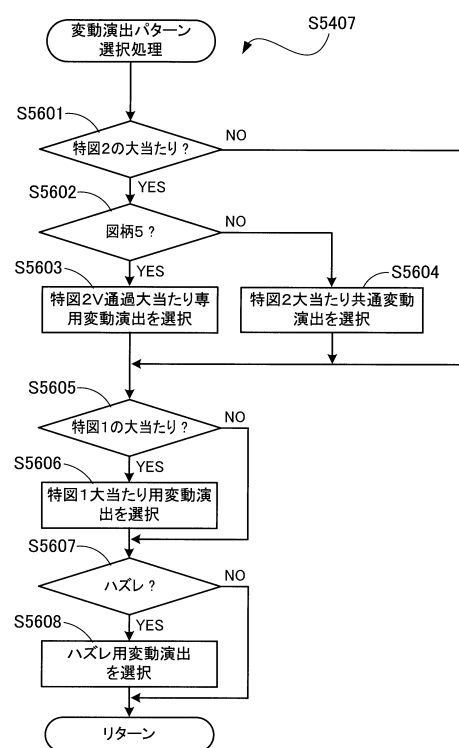 変動演出パターン
選択処理
S5407
S5601
特図2の大当たり?
NO
YES
S5602
図柄5?
NO
YES
S5603
特図2V通過大当たり専
用変動演出を選択
S5604
特図2大当たり共通変動
演出を選択
S5605
特図1の大当たり?
NO
YES
S5606
特図1大当たり用変動演
出を選択
S5607
ハズレ?
NO
YES
S5608
ハズレ用変動演出
を選択
リターン